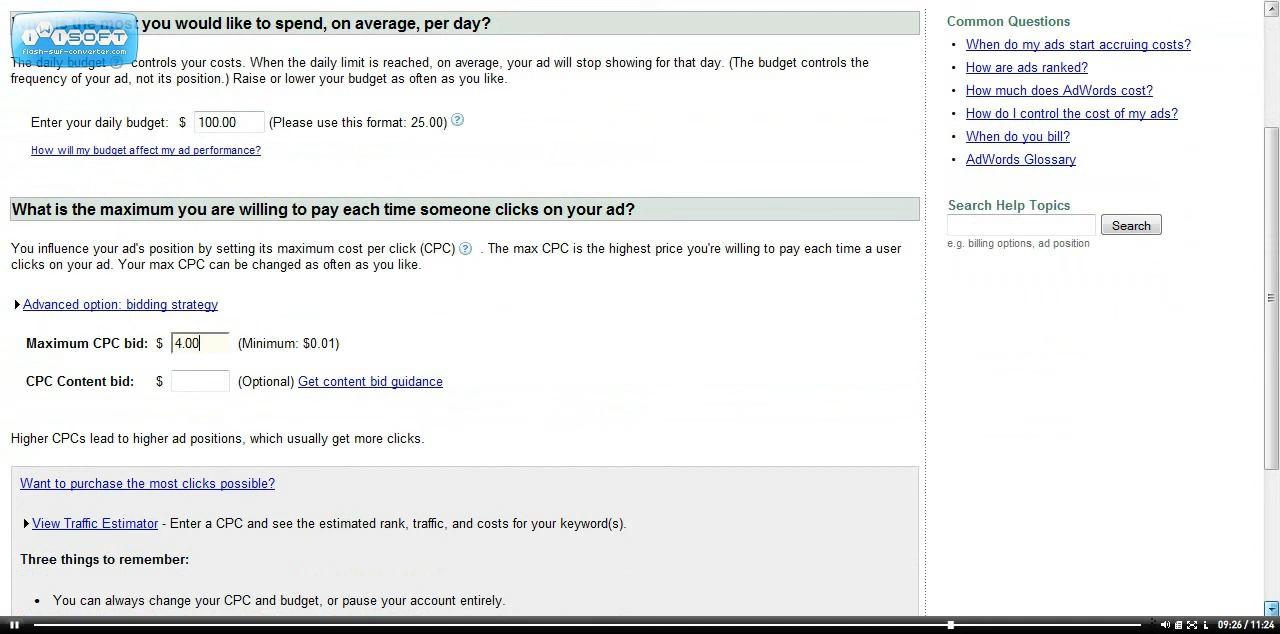 is the most you would like to spend, on average, per day?
iWiSOFT
flash-swf-converter.com
The daily budget ? controls your costs. When the daily limit is reached, on average, your ad will stop showing for that day. (The budget controls the
frequency of your ad, not its position.) Raise or lower your budget as often as you like.
Enter your daily budget: $ 100.00 (Please use this format: 25.00) ?
How will my budget affect my ad performance?
What is the maximum you are willing to pay each time someone clicks on your ad?
You influence your ad's position by setting its maximum cost per click (CPC) ? . The max CPC is the highest price you're willing to pay each time a user
clicks on your ad. Your max CPC can be changed as often as you like.
Advanced option: bidding strategy
Maximum CPC bid: $ 4.00 (Minimum: $0.01)
CPC Content bid: $ (Optional) Get content bid guidance
Higher CPCs lead to higher ad positions, which usually get more clicks.
Want to purchase the most clicks possible?
View Traffic Estimator - Enter a CPC and see the estimated rank, traffic, and costs for your keyword(s).
Three things to remember:
• You can always change your CPC and budget, or pause your account entirely.
Common Questions
• When do my ads start accruing costs?
• How are ads ranked?
• How much does AdWords cost?
• How do I control the cost of my ads?
• When do you bill?
• AdWords Glossary
Search Help Topics
Search
e.g. billing options, ad position
09:26 / 11:24